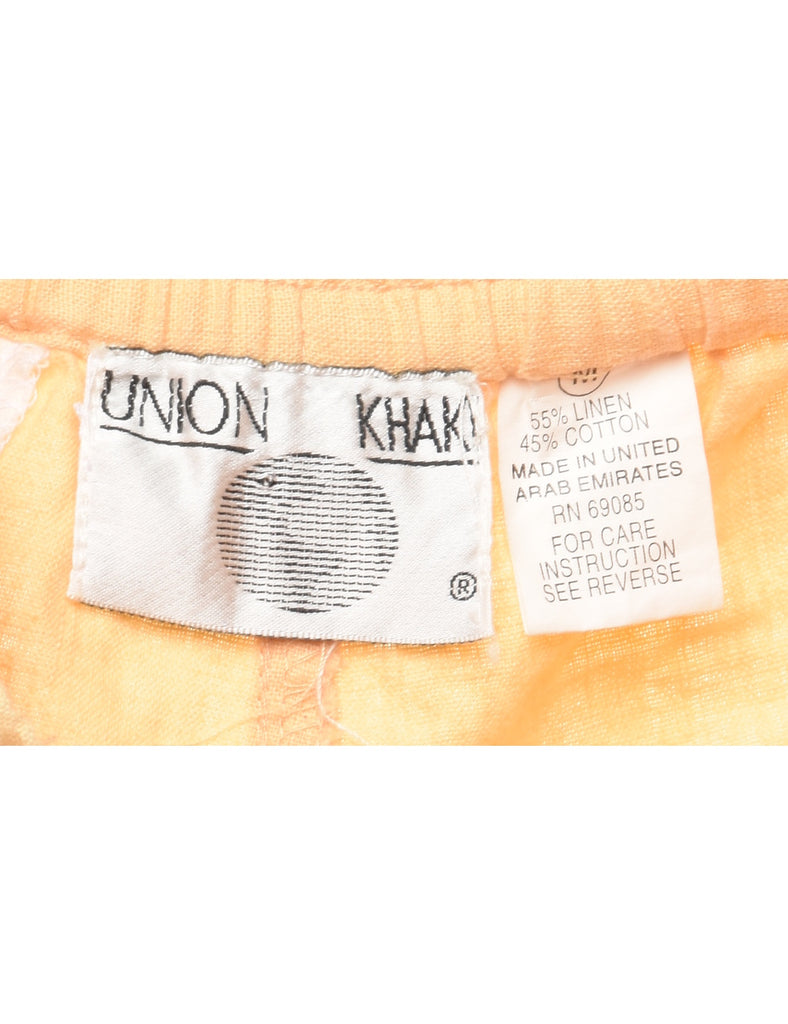 UNION KHAKI
®
M
55% LINEN
45% COTTON
MADE IN UNITED
ARAB EMIRATES
RN 69085
FOR CARE
INSTRUCTION
SEE REVERSE